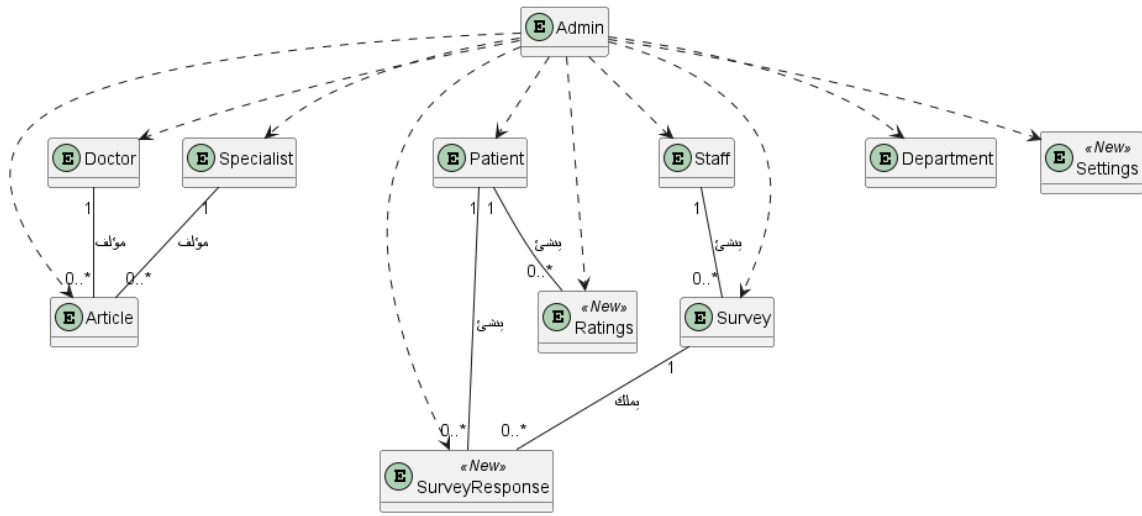 E Admin
E Doctor
E Specialist
E Patient
E Staff
E Department
«New»
E Settings
1
1
1
1
1
مؤلف
مؤلف
ينشئ
ينشئ
0..*
0..*
0..*
0..*
E Article
«New»
E Ratings
E Survey
ينشئ
1
يملك
0..*
0..*
«New»
E SurveyResponse